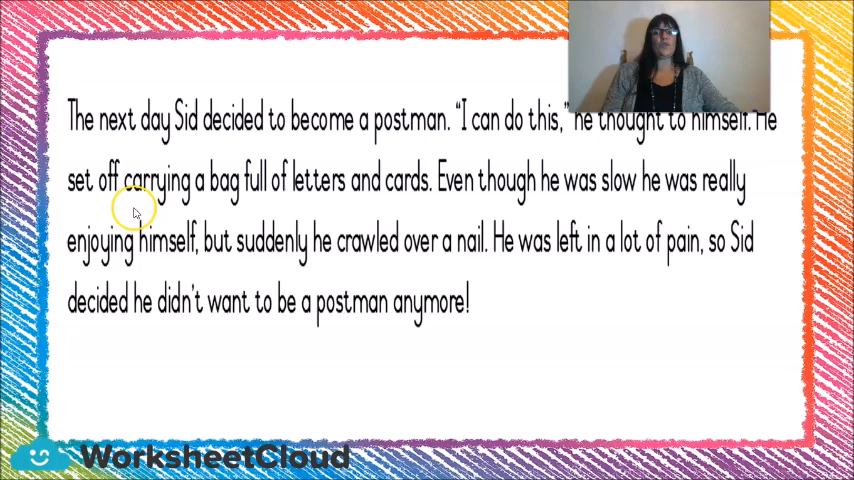 The next day Sid decided to become a postman. "I can do this," he thought to himself. He
set off carrying a bag full of letters and cards. Even though he was slow he was really
enjoying himself, but suddenly he crawled over a nail. He was left in a lot of pain, so Sid
decided he didn't want to be a postman anymore!
WorksheetCloud